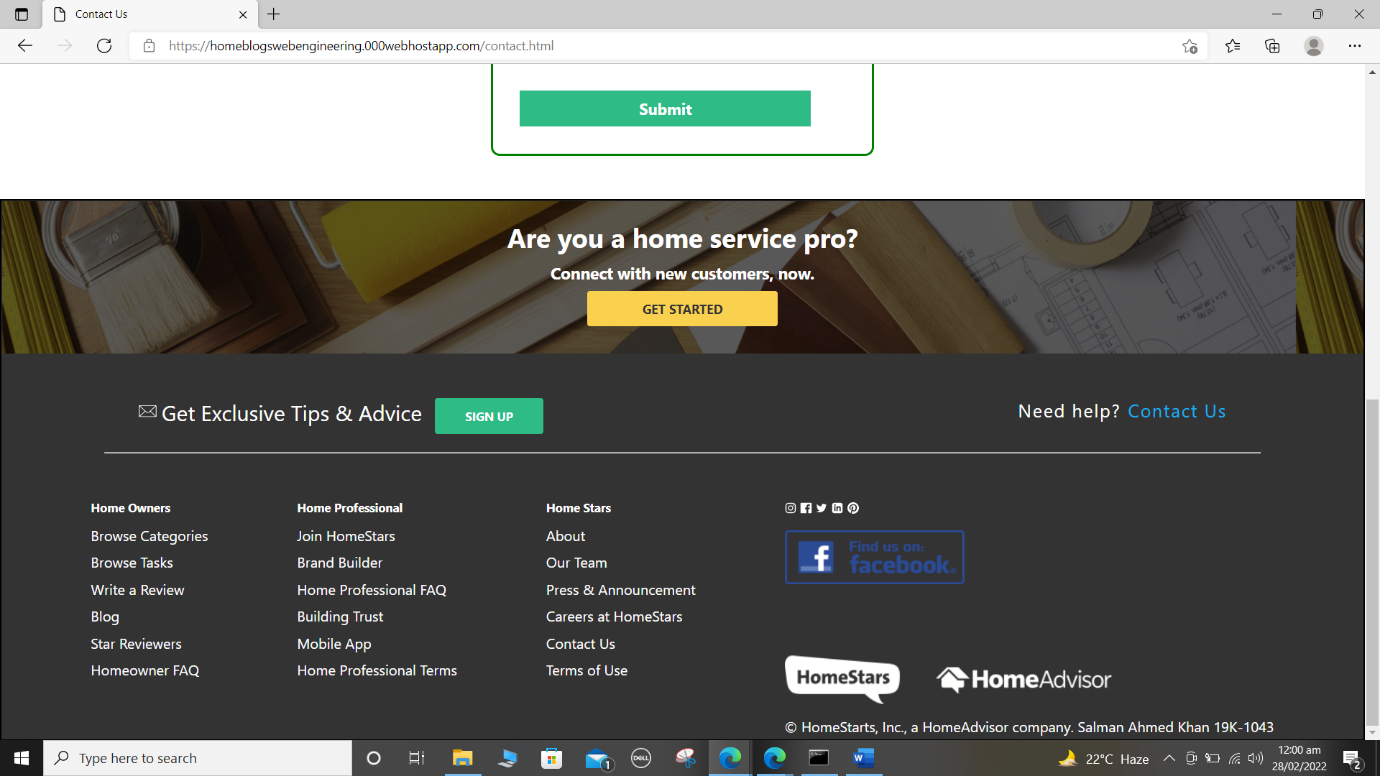 Contact Us
https://homeblogswebengineering.000webhostapp.com/contact.html
Submit
Are you a home service pro?
Connect with new customers, now.
GET STARTED
Get Exclusive Tips & Advice
SIGN UP
Need help? Contact Us
Home Owners
Browse Categories
Browse Tasks
Write a Review
Blog
Star Reviewers
Homeowner FAQ
Home Professional
Join HomeStars
Brand Builder
Home Professional FAQ
Building Trust
Mobile App
Home Professional Terms
Home Stars
About
Our Team
Press & Announcement
Careers at HomeStars
Contact Us
Terms of Use
Find us on:
facebook
HomeStars
HomeAdvisor
© HomeStarts, Inc., a HomeAdvisor company. Salman Ahmed Khan 19K-1043
Type here to search
1
DELL
22°C Haze
12:00 am
28/02/2022
2